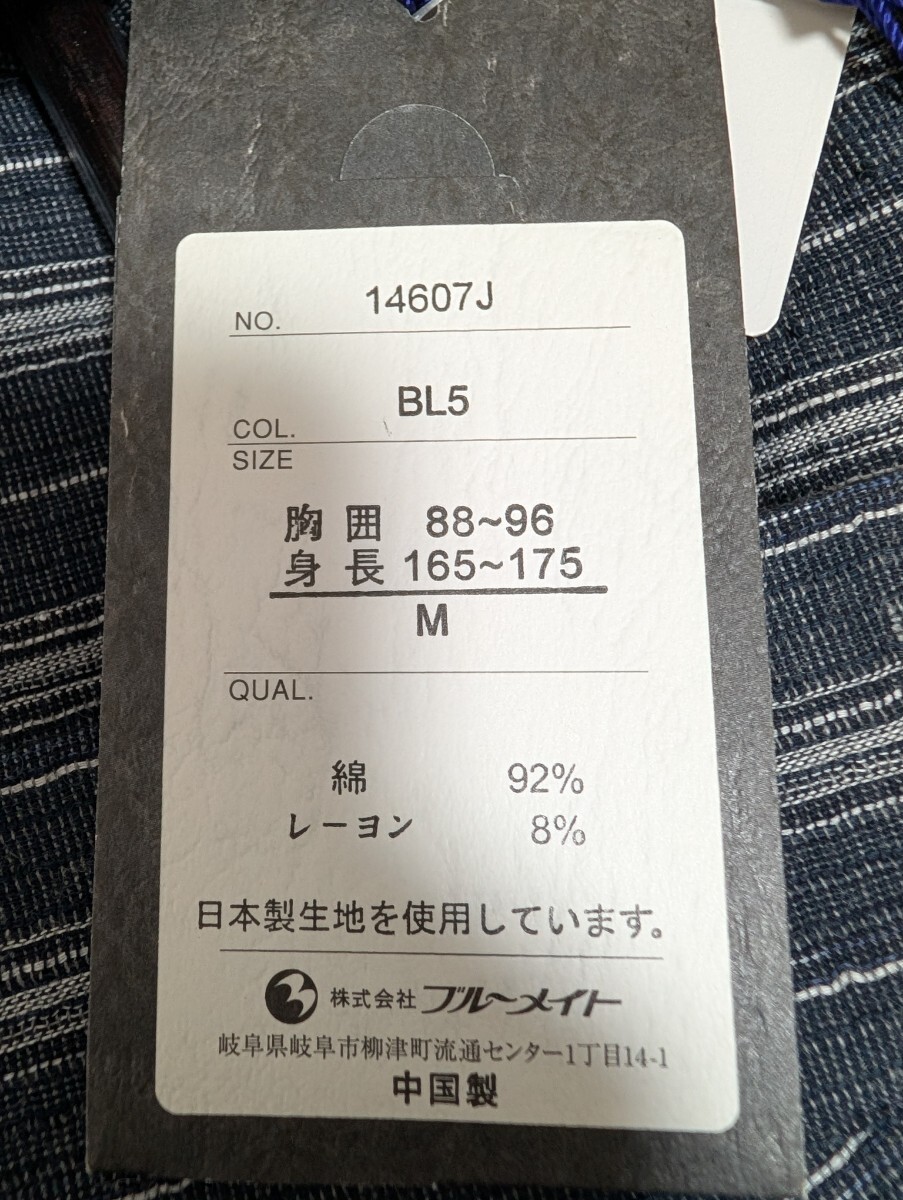 14607J
NO.
BL5
COL.
SIZE
胸囲 88~96
身長 165~175
M
QUAL.
綿 92%
レーヨン 8%
日本製生地を使用しています。
株式会社ブルーメイト
岐阜県岐阜市柳津町流通センター1丁目14-1
中国製